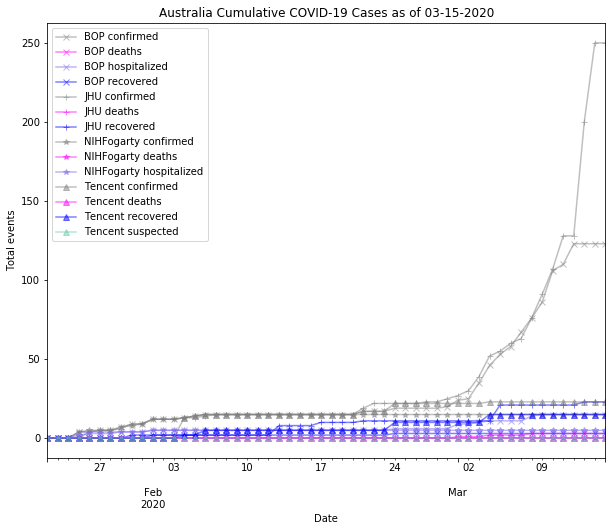 Australia Cumulative COVID-19 Cases as of 03-15-2020
250
200
150
100
50
0
Total events
BOP confirmed
BOP deaths
BOP hospitalized
BOP recovered
JHU confirmed
JHU deaths
JHU recovered
NIHFogarty confirmed
NIHFogarty deaths
NIHFogarty hospitalized
Tencent confirmed
Tencent deaths
Tencent recovered
Tencent suspected
27 03 10 17 24 02 09
Feb Mar
2020
Date